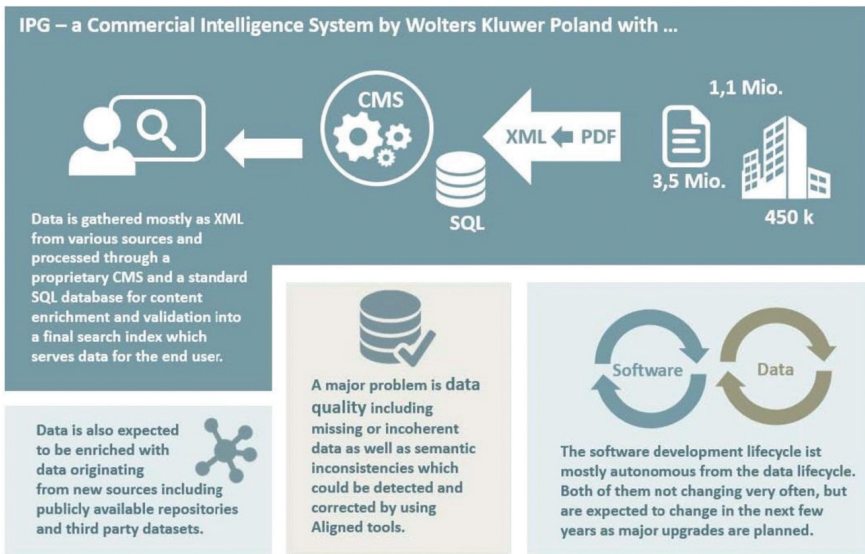 IPG – a Commercial Intelligence System by Wolters Kluwer Poland with ...
CMS
1,1 Mio.
XML
PDF
3,5 Mio.
SQL
450 k
Data is gathered mostly as XML
from various sources and
processed through a
proprietary CMS and a standard
SQL database for content
enrichment and validation into
a final search index which
serves data for the end user.
A major problem is data
quality including
missing or incoherent
data as well as semantic
inconsistencies which
could be detected and
corrected by using
Aligned tools.
Software
Data
The software development lifecycle ist
mostly autonomous from the data lifecycle.
Both of them not changing very often, but
are expected to change in the next few
years as major upgrades are planned.
Data is also expected
to be enriched with
data originating
from new sources including
publicly available repositories
and third party datasets.